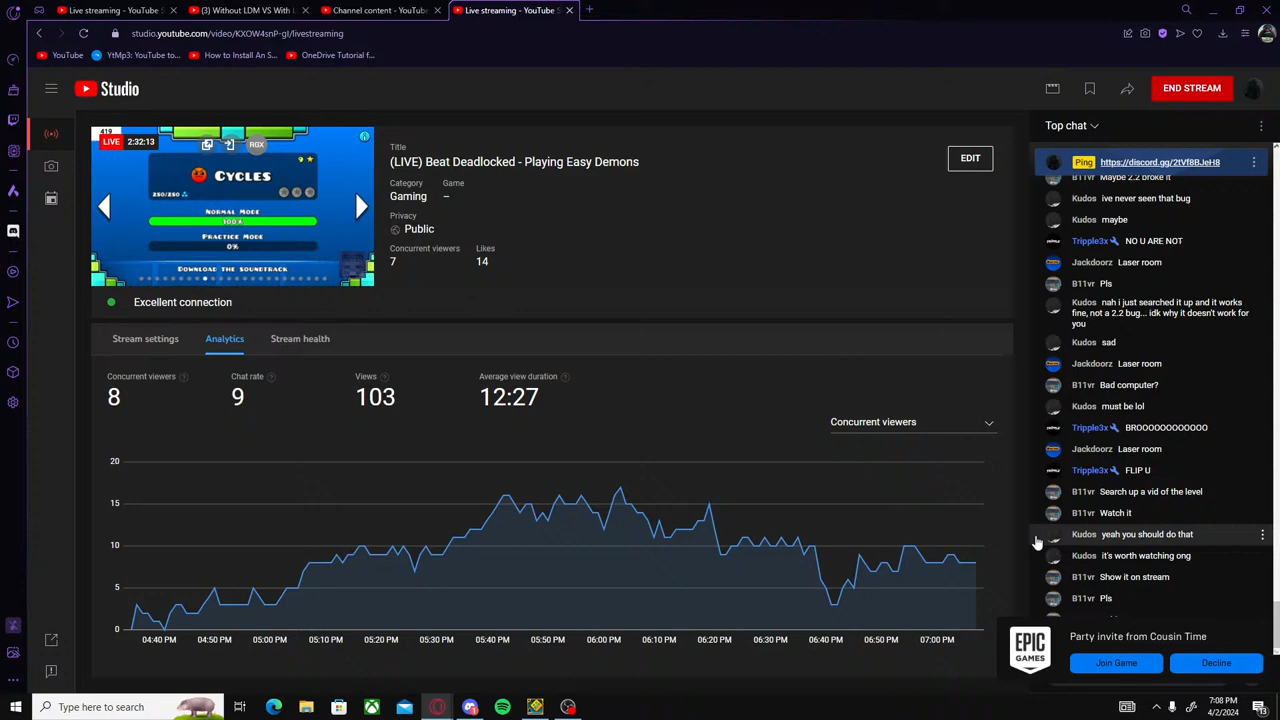 Live streaming - YouTube S
(3) Without LDM VS With L
Channel content - YouTube
Live streaming - YouTube S
studio.youtube.com/video/KXOW4snP-gI/livestreaming
YouTube
YtMp3: YouTube to...
How to Install An S...
OneDrive Tutorial f...
Studio
END STREAM
419
LIVE 2:32:13
RGX
9
CYCLES
250/250
NORMAL MODE
100%
PRACTICE MODE
0%
DOWNLOAD THE SOUNDTRACK
Title
(LIVE) Beat Deadlocked - Playing Easy Demons
EDIT
Category
Game
Gaming
–
Privacy
Public
Concurrent viewers
Likes
7
14
Excellent connection
Stream settings
Analytics
Stream health
Concurrent viewers
Chat rate
Views
Average view duration
8
9
103
12:27
Concurrent viewers
20
15
10
5
0
04:40 PM 04:50 PM 05:00 PM 05:10 PM 05:20 PM 05:30 PM 05:40 PM 05:50 PM 06:00 PM 06:10 PM 06:20 PM 06:30 PM 06:40 PM 06:50 PM 07:00 PM
Top chat
Ping https://discord.gg/2tVf8BJeH8
B11vr Maybe 2.2 broke it
Kudos ive never seen that bug
Kudos maybe
Tripple3x NO U ARE NOT
Jackdoorz Laser room
B11vr Pls
Kudos nah i just searched it up and it works
fine, not a 2.2 bug... idk why it doesn't work for
you
Kudos sad
Jackdoorz Laser room
B11vr Bad computer?
Kudos must be lol
Tripple3x BROOOOOOOOOOOO
Jackdoorz Laser room
Tripple3x FLIP U
B11vr Search up a vid of the level
B11vr Watch it
Kudos yeah you should do that
Kudos it's worth watching ong
B11vr Show it on stream
B11vr Pls
EPIC
GAMES
Party invite from Cousin Time
Join Game
Decline
Type here to search
7:08 PM
4/2/2024